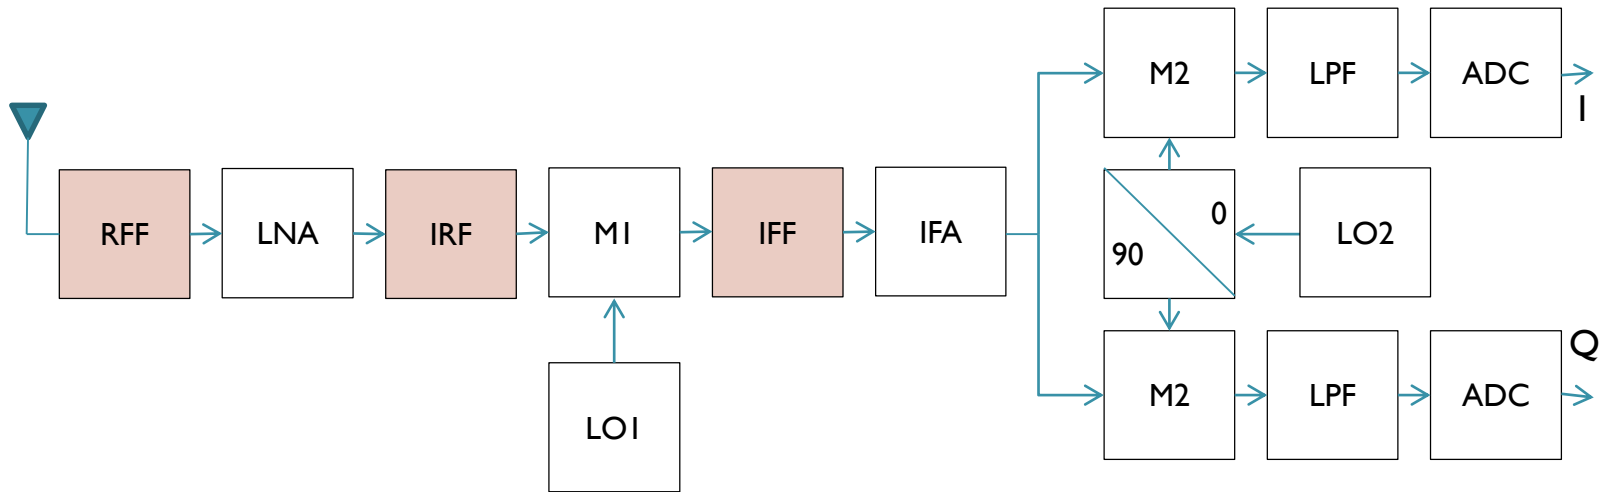 M2
LPF
ADC
I
RFF
LNA
IRF
M1
IFF
IFA
0
90
LO2
LO1
M2
LPF
ADC
Q